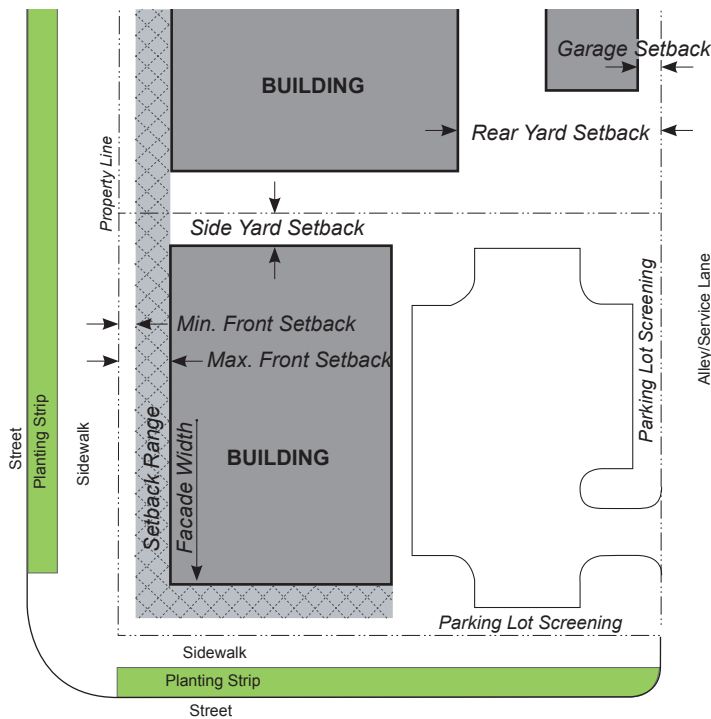 Garage Setback
BUILDING
Rear Yard Setback
Property Line
Side Yard Setback
Min. Front Setback
Max. Front Setback
Parking Lot Screening
Alley/Service Lane
Street
Planting Strip
Sidewalk
Setback Range
Facade Width
BUILDING
Parking Lot Screening
Sidewalk
Planting Strip
Street